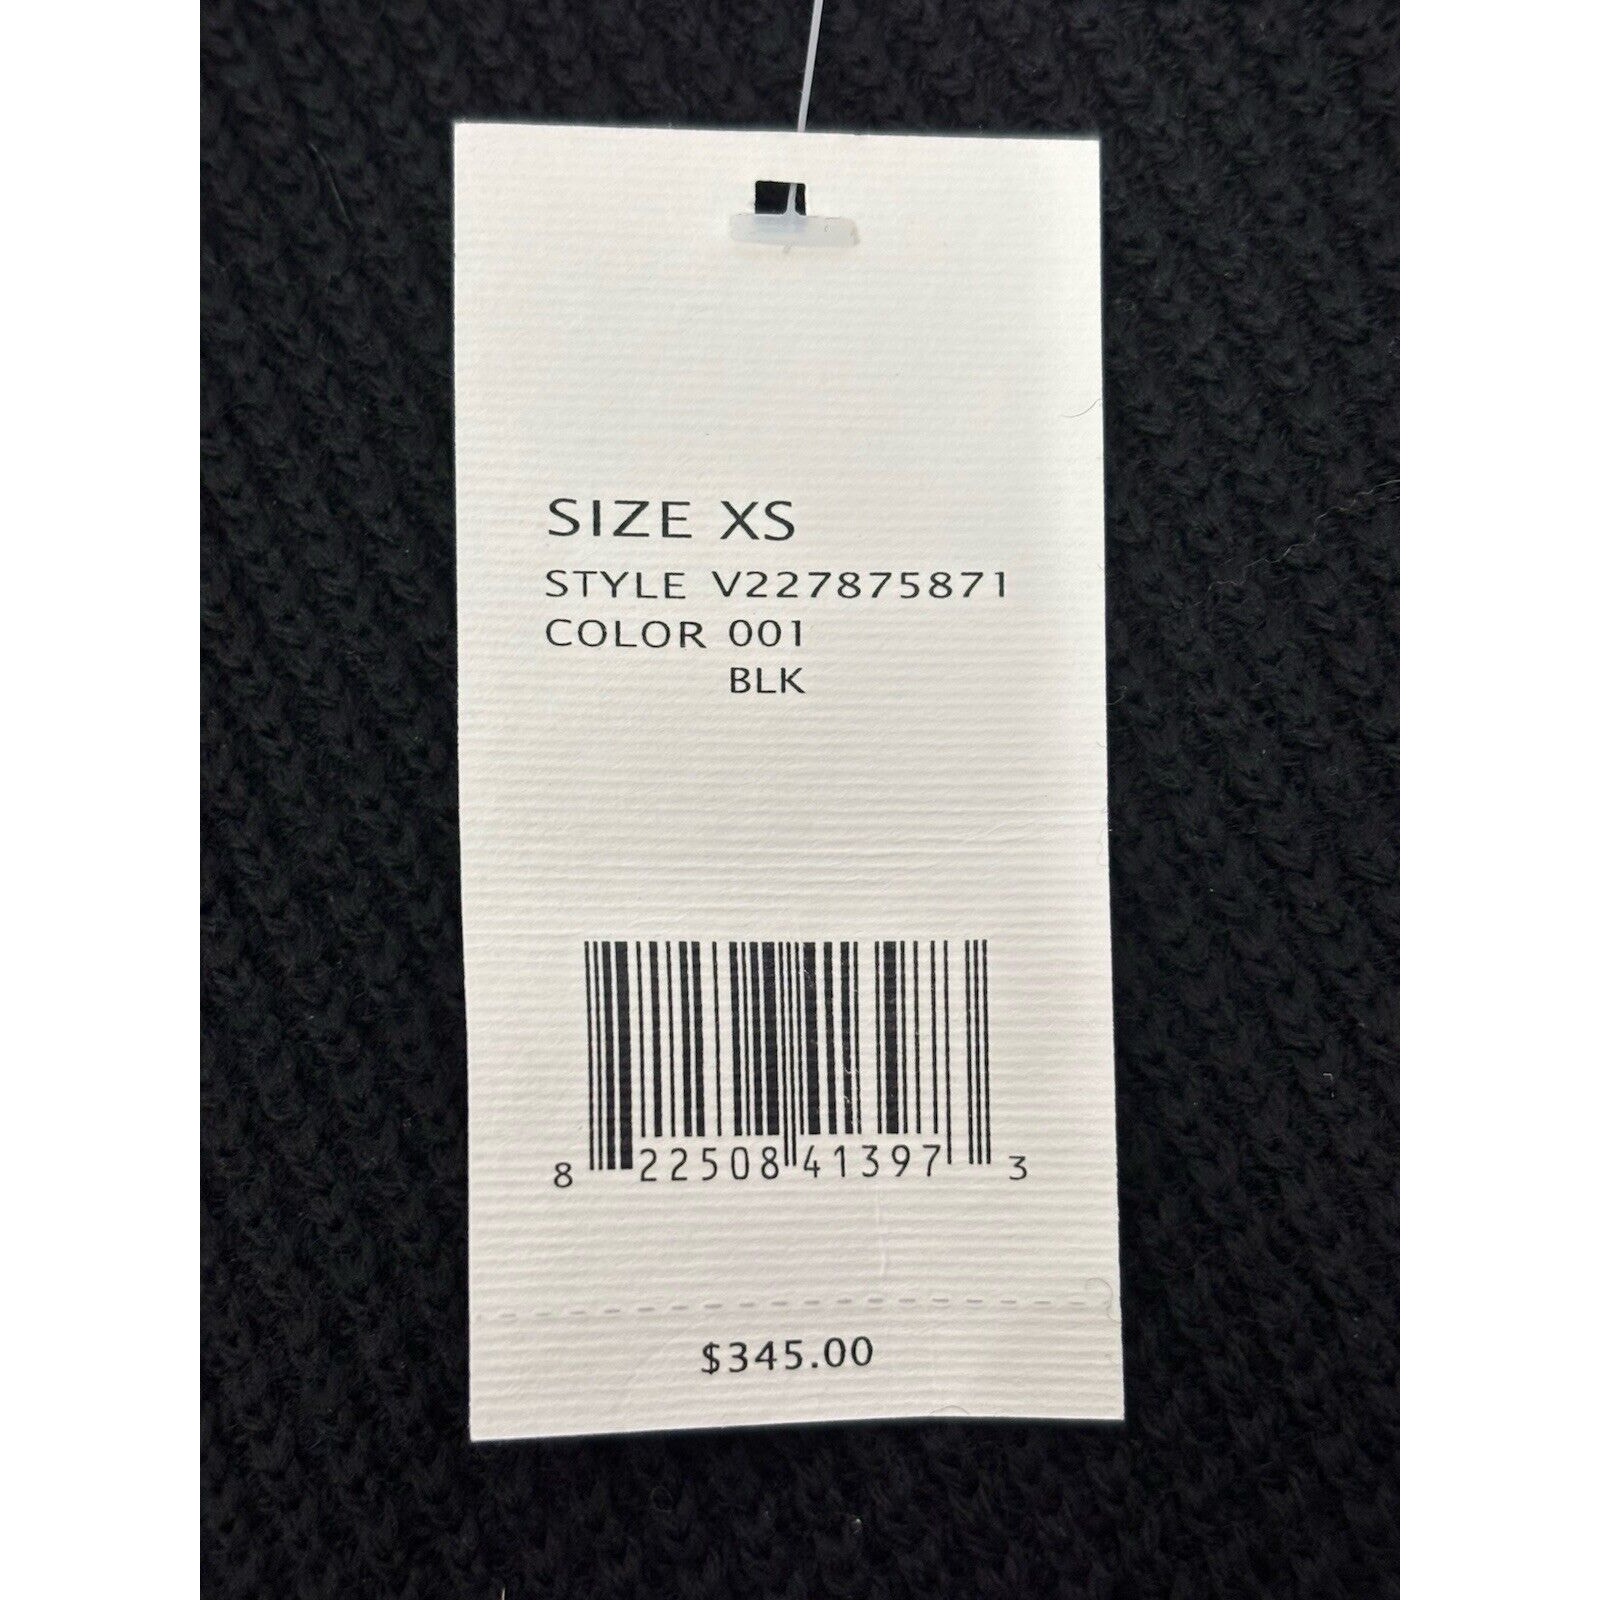 SIZE XS
STYLE V227875871
COLOR 001
BLK
8 22508 41397 3
$345.00